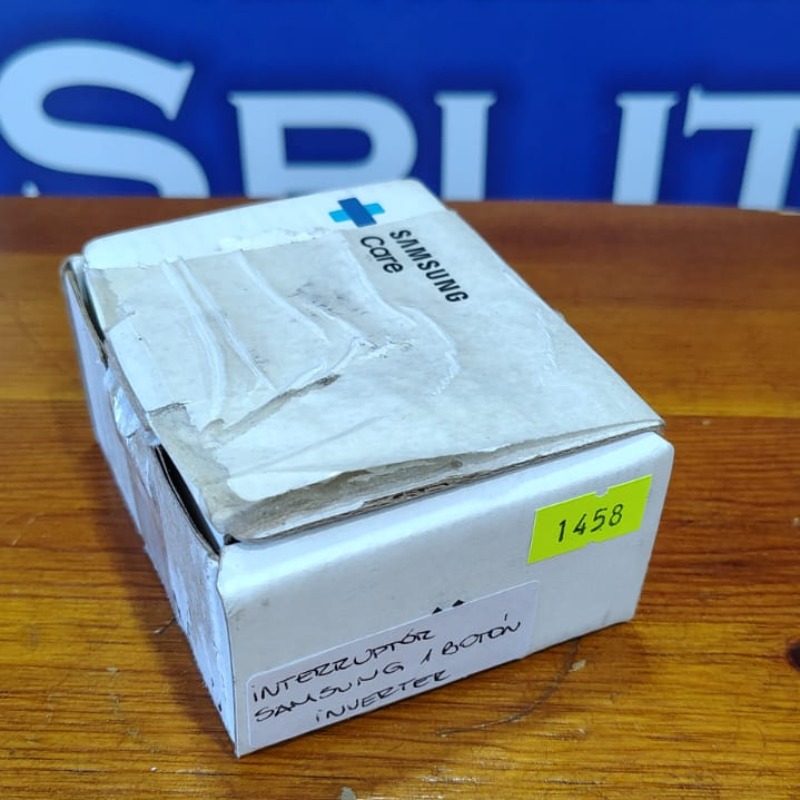 SPLIT
SAMSUNG
Care
1458
INTERRUPTÓR
SAMSUNG 1 BOTÓN
INVERTER